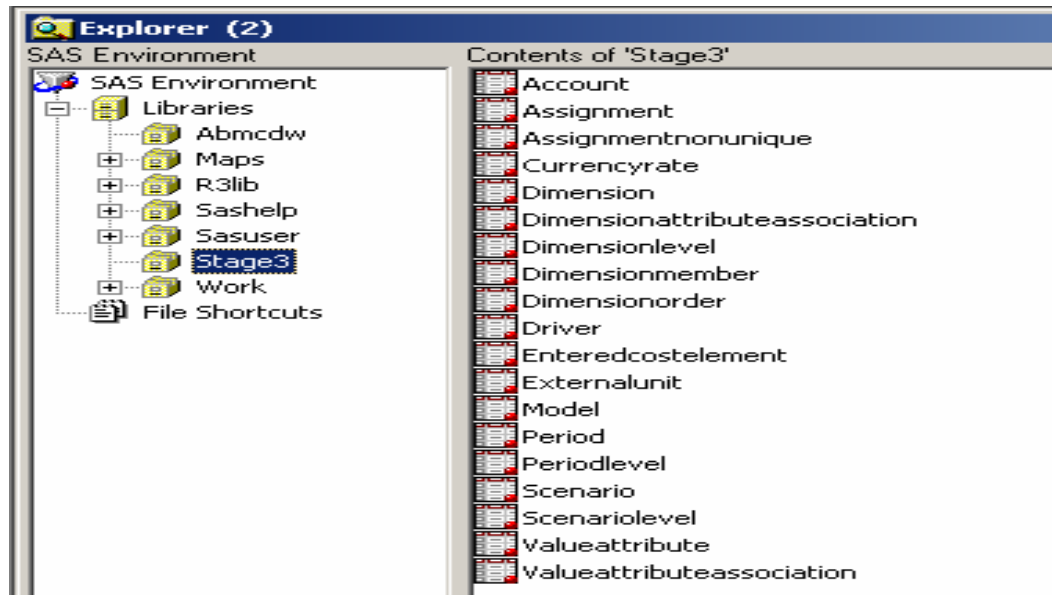 Explorer (2)
SAS Environment
SAS Environment
Libraries
Abmcdw
Maps
R3lib
Sashelp
Sasuser
Stage3
Work
File Shortcuts
Contents of 'Stage3'
Account
Assignment
Assignmentnonunique
Currencyrate
Dimension
Dimensionattributeassociation
Dimensionlevel
Dimensionmember
Dimensionorder
Driver
Enteredcostelement
Externalunit
Model
Period
Periodlevel
Scenario
Scenariolevel
Valueattribute
Valueattributeassociation